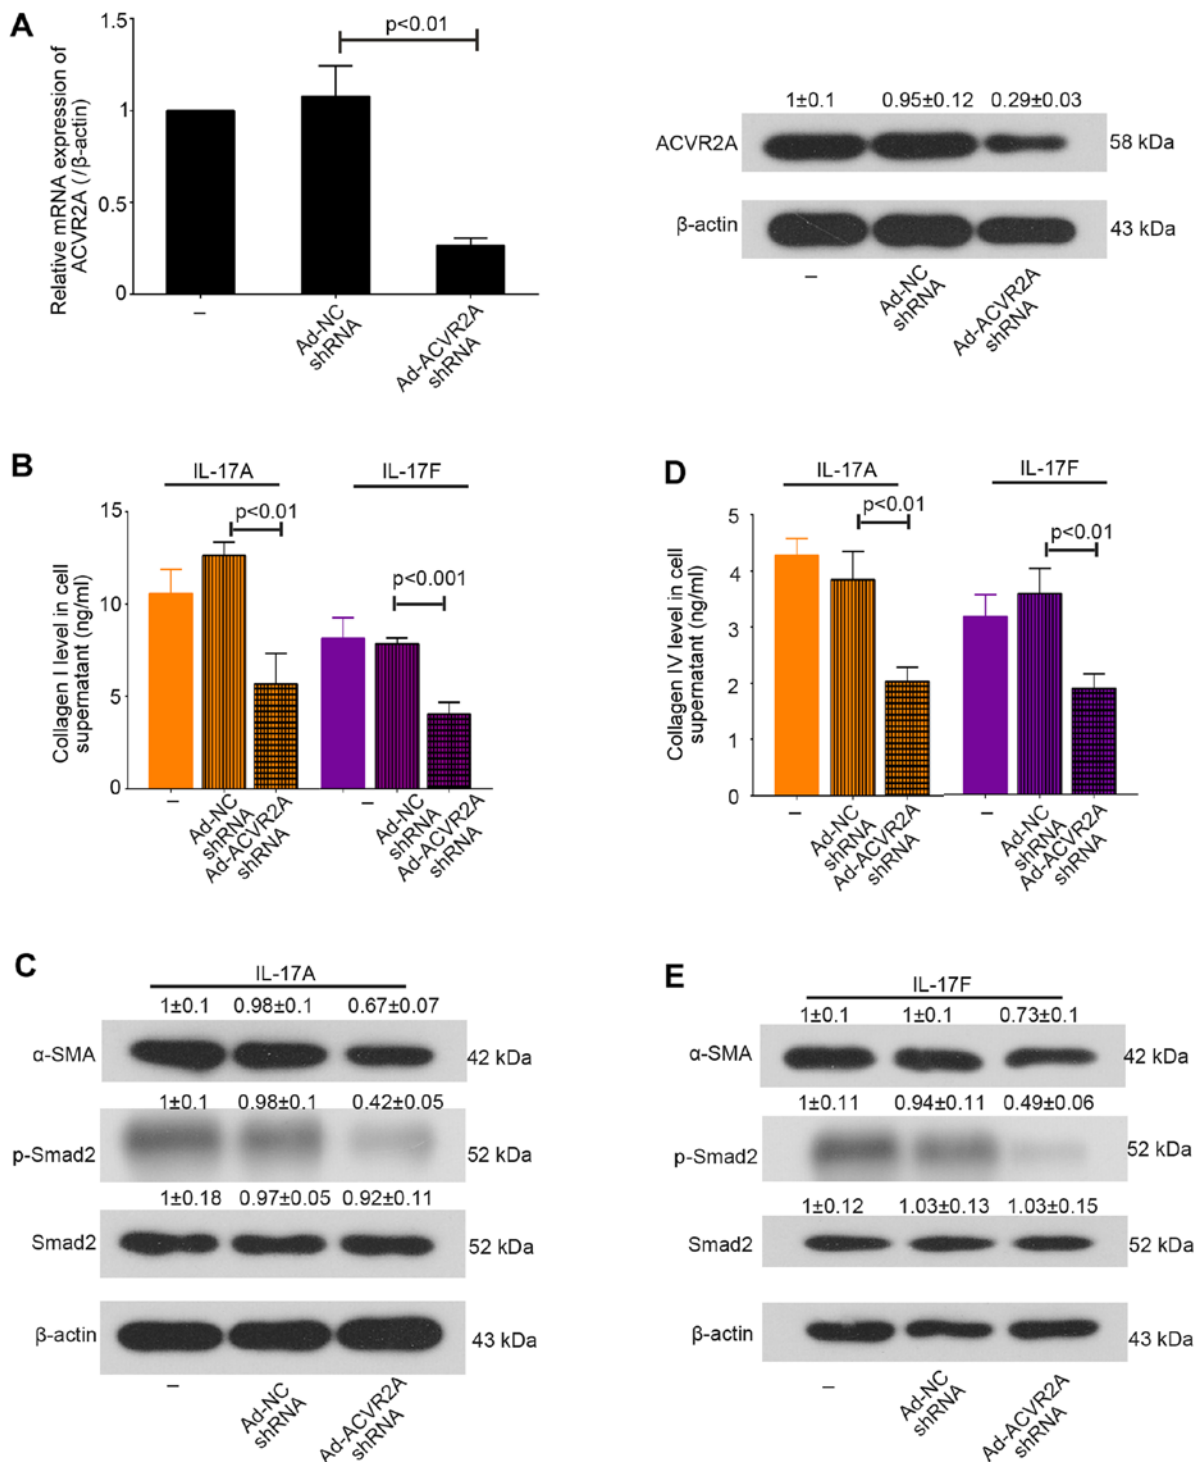 A
Relative mRNA expression of
ACVR2A (/β-actin)
1.5
1
0.5
0
p<0.01
–
Ad-NC
shRNA
Ad-ACVR2A
shRNA
1±0.1 0.95±0.12 0.29±0.03
ACVR2A 58 kDa
β-actin 43 kDa
–
Ad-NC
shRNA
Ad-ACVR2A
shRNA
B
IL-17A IL-17F
Collagen I level in cell
supernatant (ng/ml)
15
10
5
0
p<0.01
p<0.001
–
Ad-NC
shRNA
Ad-ACVR2A
shRNA
–
Ad-NC
shRNA
Ad-ACVR2A
shRNA
D
IL-17A IL-17F
Collagen IV level in cell
supernatant (ng/ml)
5
4
3
2
1
0
p<0.01
p<0.01
–
Ad-NC
shRNA
Ad-ACVR2A
shRNA
–
Ad-NC
shRNA
Ad-ACVR2A
shRNA
C
IL-17A
1±0.1 0.98±0.1 0.67±0.07
α-SMA 42 kDa
1±0.1 0.98±0.1 0.42±0.05
p-Smad2 52 kDa
1±0.18 0.97±0.05 0.92±0.11
Smad2 52 kDa
β-actin 43 kDa
–
Ad-NC
shRNA
Ad-ACVR2A
shRNA
E
IL-17F
1±0.1 1±0.1 0.73±0.1
α-SMA 42 kDa
1±0.11 0.94±0.11 0.49±0.06
p-Smad2 52 kDa
1±0.12 1.03±0.13 1.03±0.15
Smad2 52 kDa
β-actin 43 kDa
–
Ad-NC
shRNA
Ad-ACVR2A
shRNA